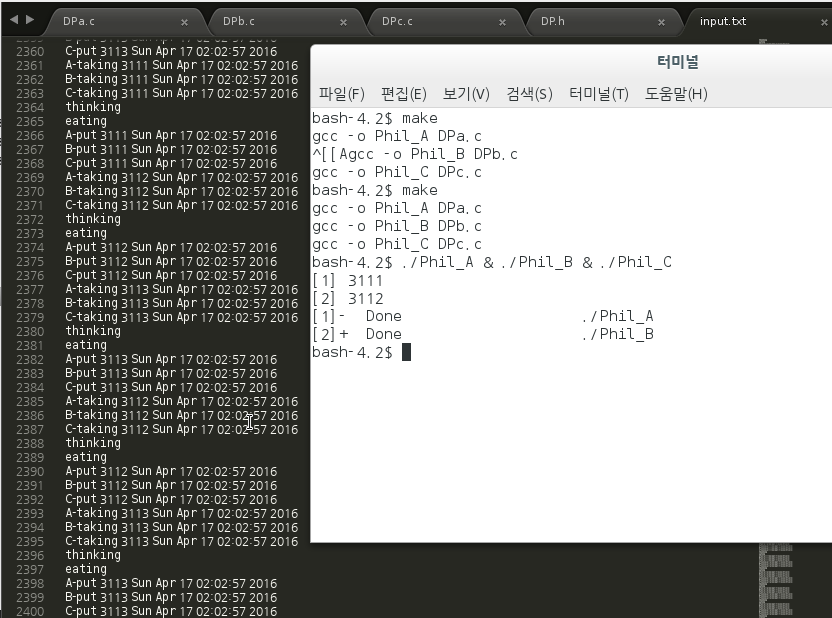 DPa.c × DPb.c × DPc.c × DP.h × input.txt ×
2360 C-put 3113 Sun Apr 17 02:02:57 2016
2361 A-taking 3111 Sun Apr 17 02:02:57 2016
2362 B-taking 3111 Sun Apr 17 02:02:57 2016
2363 C-taking 3111 Sun Apr 17 02:02:57 2016
2364 thinking
2365 eating
2366 A-put 3111 Sun Apr 17 02:02:57 2016
2367 B-put 3111 Sun Apr 17 02:02:57 2016
2368 C-put 3111 Sun Apr 17 02:02:57 2016
2369 A-taking 3112 Sun Apr 17 02:02:57 2016
2370 B-taking 3112 Sun Apr 17 02:02:57 2016
2371 C-taking 3112 Sun Apr 17 02:02:57 2016
2372 thinking
2373 eating
2374 A-put 3112 Sun Apr 17 02:02:57 2016
2375 B-put 3112 Sun Apr 17 02:02:57 2016
2376 C-put 3112 Sun Apr 17 02:02:57 2016
2377 A-taking 3113 Sun Apr 17 02:02:57 2016
2378 B-taking 3113 Sun Apr 17 02:02:57 2016
2379 C-taking 3113 Sun Apr 17 02:02:57 2016
2380 thinking
2381 eating
2382 A-put 3113 Sun Apr 17 02:02:57 2016
2383 B-put 3113 Sun Apr 17 02:02:57 2016
2384 C-put 3113 Sun Apr 17 02:02:57 2016
2385 A-taking 3112 Sun Apr 17 02:02:57 2016
2386 B-taking 3112 Sun Apr 17 02:02:57 2016
2387 C-taking 3112 Sun Apr 17 02:02:57 2016
2388 thinking
2389 eating
2390 A-put 3112 Sun Apr 17 02:02:57 2016
2391 B-put 3112 Sun Apr 17 02:02:57 2016
2392 C-put 3112 Sun Apr 17 02:02:57 2016
2393 A-taking 3113 Sun Apr 17 02:02:57 2016
2394 B-taking 3113 Sun Apr 17 02:02:57 2016
2395 C-taking 3113 Sun Apr 17 02:02:57 2016
2396 thinking
2397 eating
2398 A-put 3113 Sun Apr 17 02:02:57 2016
2399 B-put 3113 Sun Apr 17 02:02:57 2016
2400 C-put 3113 Sun Apr 17 02:02:57 2016
터미널
파일(F) 편집(E) 보기(V) 검색(S) 터미널(T) 도움말(H)
bash-4.2$ make
gcc -o Phil_A DPa.c
^[[Agcc -o Phil_B DPb.c
gcc -o Phil_C DPc.c
bash-4.2$ make
gcc -o Phil_A DPa.c
gcc -o Phil_B DPb.c
gcc -o Phil_C DPc.c
bash-4.2$ ./Phil_A & ./Phil_B & ./Phil_C
[1] 3111
[2] 3112
[1]- Done ./Phil_A
[2]+ Done ./Phil_B
bash-4.2$